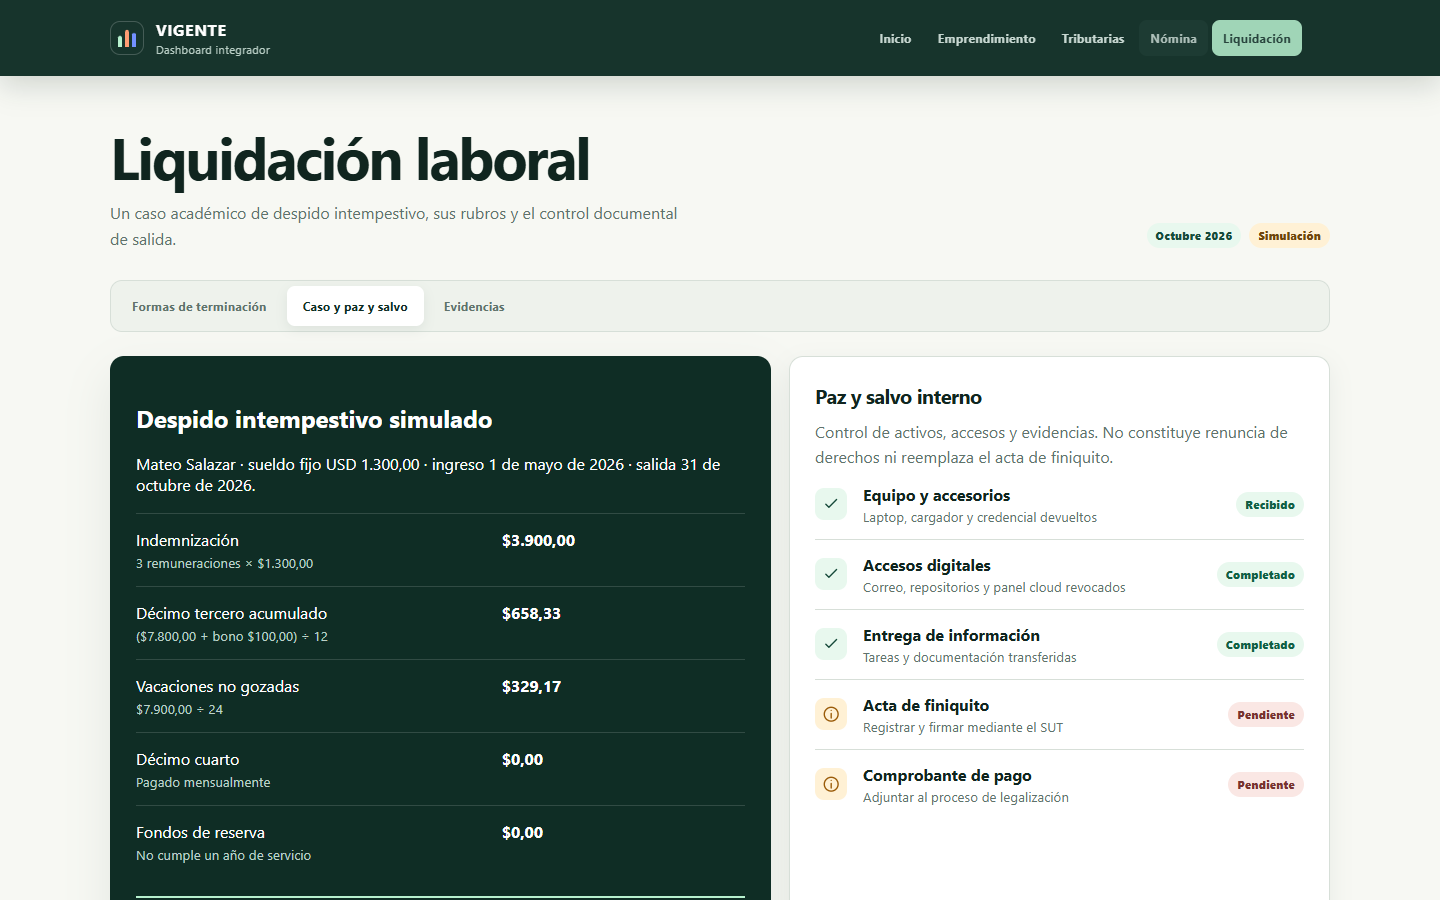 VIGENTE
Dashboard integrador
Inicio
Emprendimiento
Tributarias
Nómina
Liquidación
Liquidación laboral
Un caso académico de despido intempestivo, sus rubros y el control documental
de salida.
Octubre 2026
Simulación
Formas de terminación
Caso y paz y salvo
Evidencias
Despido intempestivo simulado
Mateo Salazar · sueldo fijo USD 1.300,00 · ingreso 1 de mayo de 2026 · salida 31 de
octubre de 2026.
Indemnización
$3.900,00
3 remuneraciones × $1.300,00
Décimo tercero acumulado
$658,33
($7.800,00 + bono $100,00) ÷ 12
Vacaciones no gozadas
$329,17
$7.900,00 ÷ 24
Décimo cuarto
$0,00
Pagado mensualmente
Fondos de reserva
$0,00
No cumple un año de servicio
Paz y salvo interno
Control de activos, accesos y evidencias. No constituye renuncia de
derechos ni reemplaza el acta de finiquito.
Equipo y accesorios
Laptop, cargador y credencial devueltos
Recibido
Accesos digitales
Correo, repositorios y panel cloud revocados
Completado
Entrega de información
Tareas y documentación transferidas
Completado
Acta de finiquito
Registrar y firmar mediante el SUT
Pendiente
Comprobante de pago
Adjuntar al proceso de legalización
Pendiente